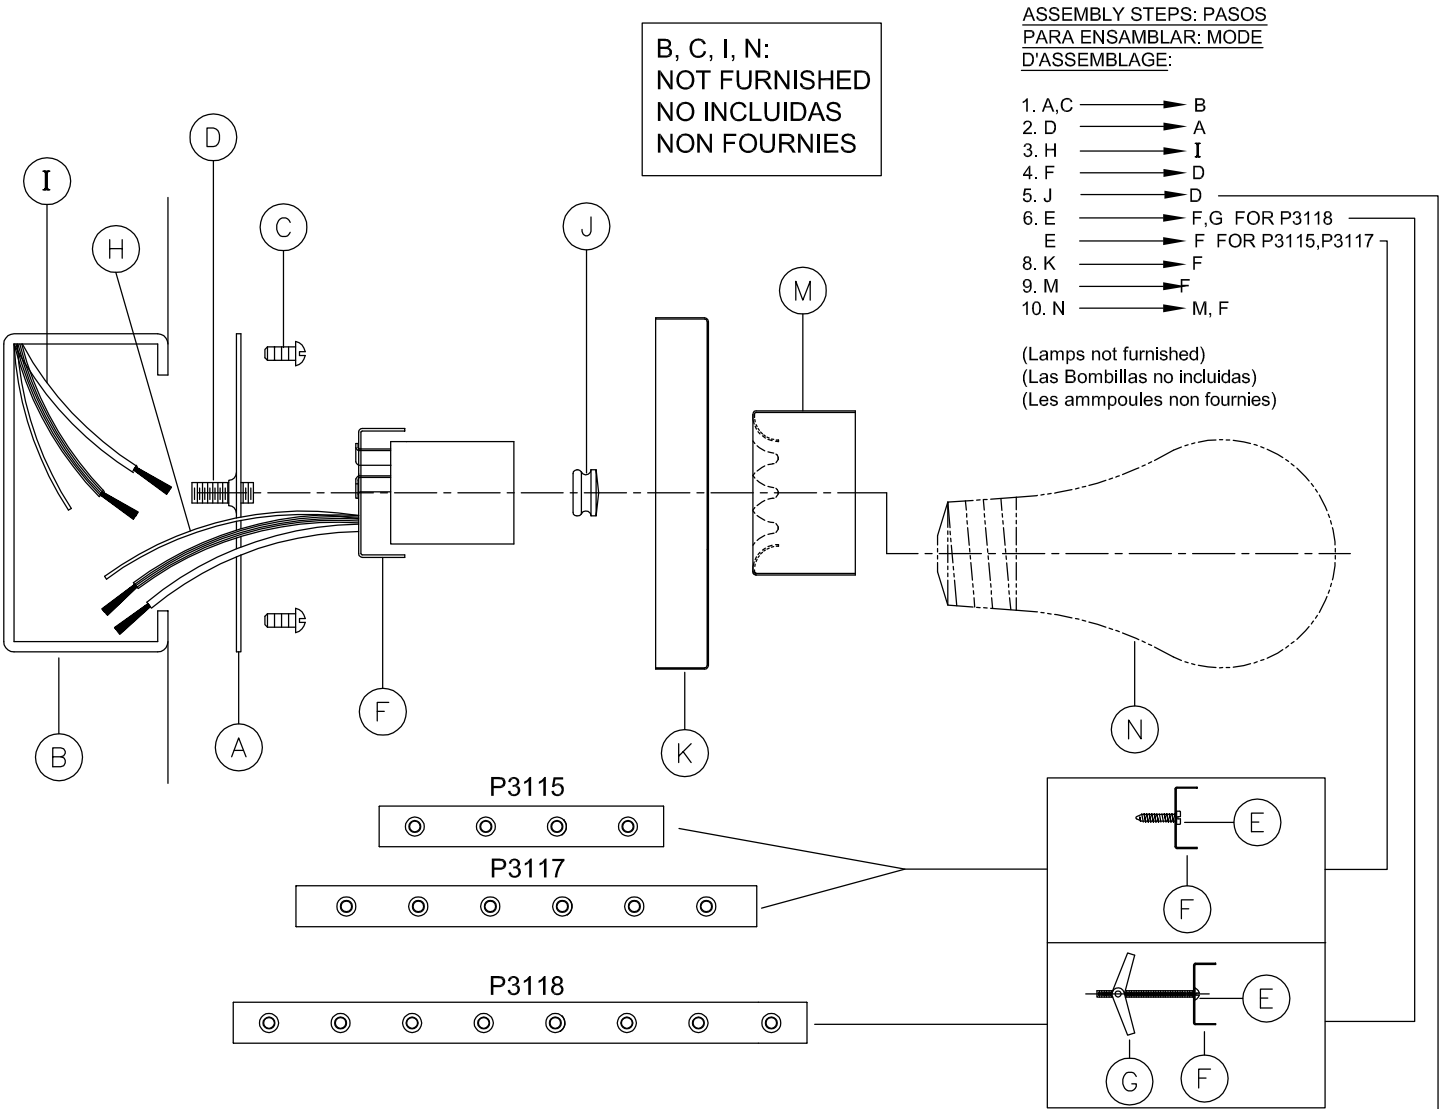 ASSEMBLY STEPS: PASOS
PARA ENSAMBLAR: MODE
D'ASSEMBLAGE:
B, C, I, N:
NOT FURNISHED
NO INCLUIDAS
NON FOURNIES
1. A,C B
2. D A
3. H I
4. F D
5. J D
6. E F,G FOR P3118
E F FOR P3115,P3117
8. K F
9. M F
10. N M, F
(Lamps not furnished)
(Las Bombillas no incluidas)
(Les ammpoules non fournies)
D
I
C
J
H
M
F
N
A
B
K
P3115
E
P3117
F
P3118
E
G
F